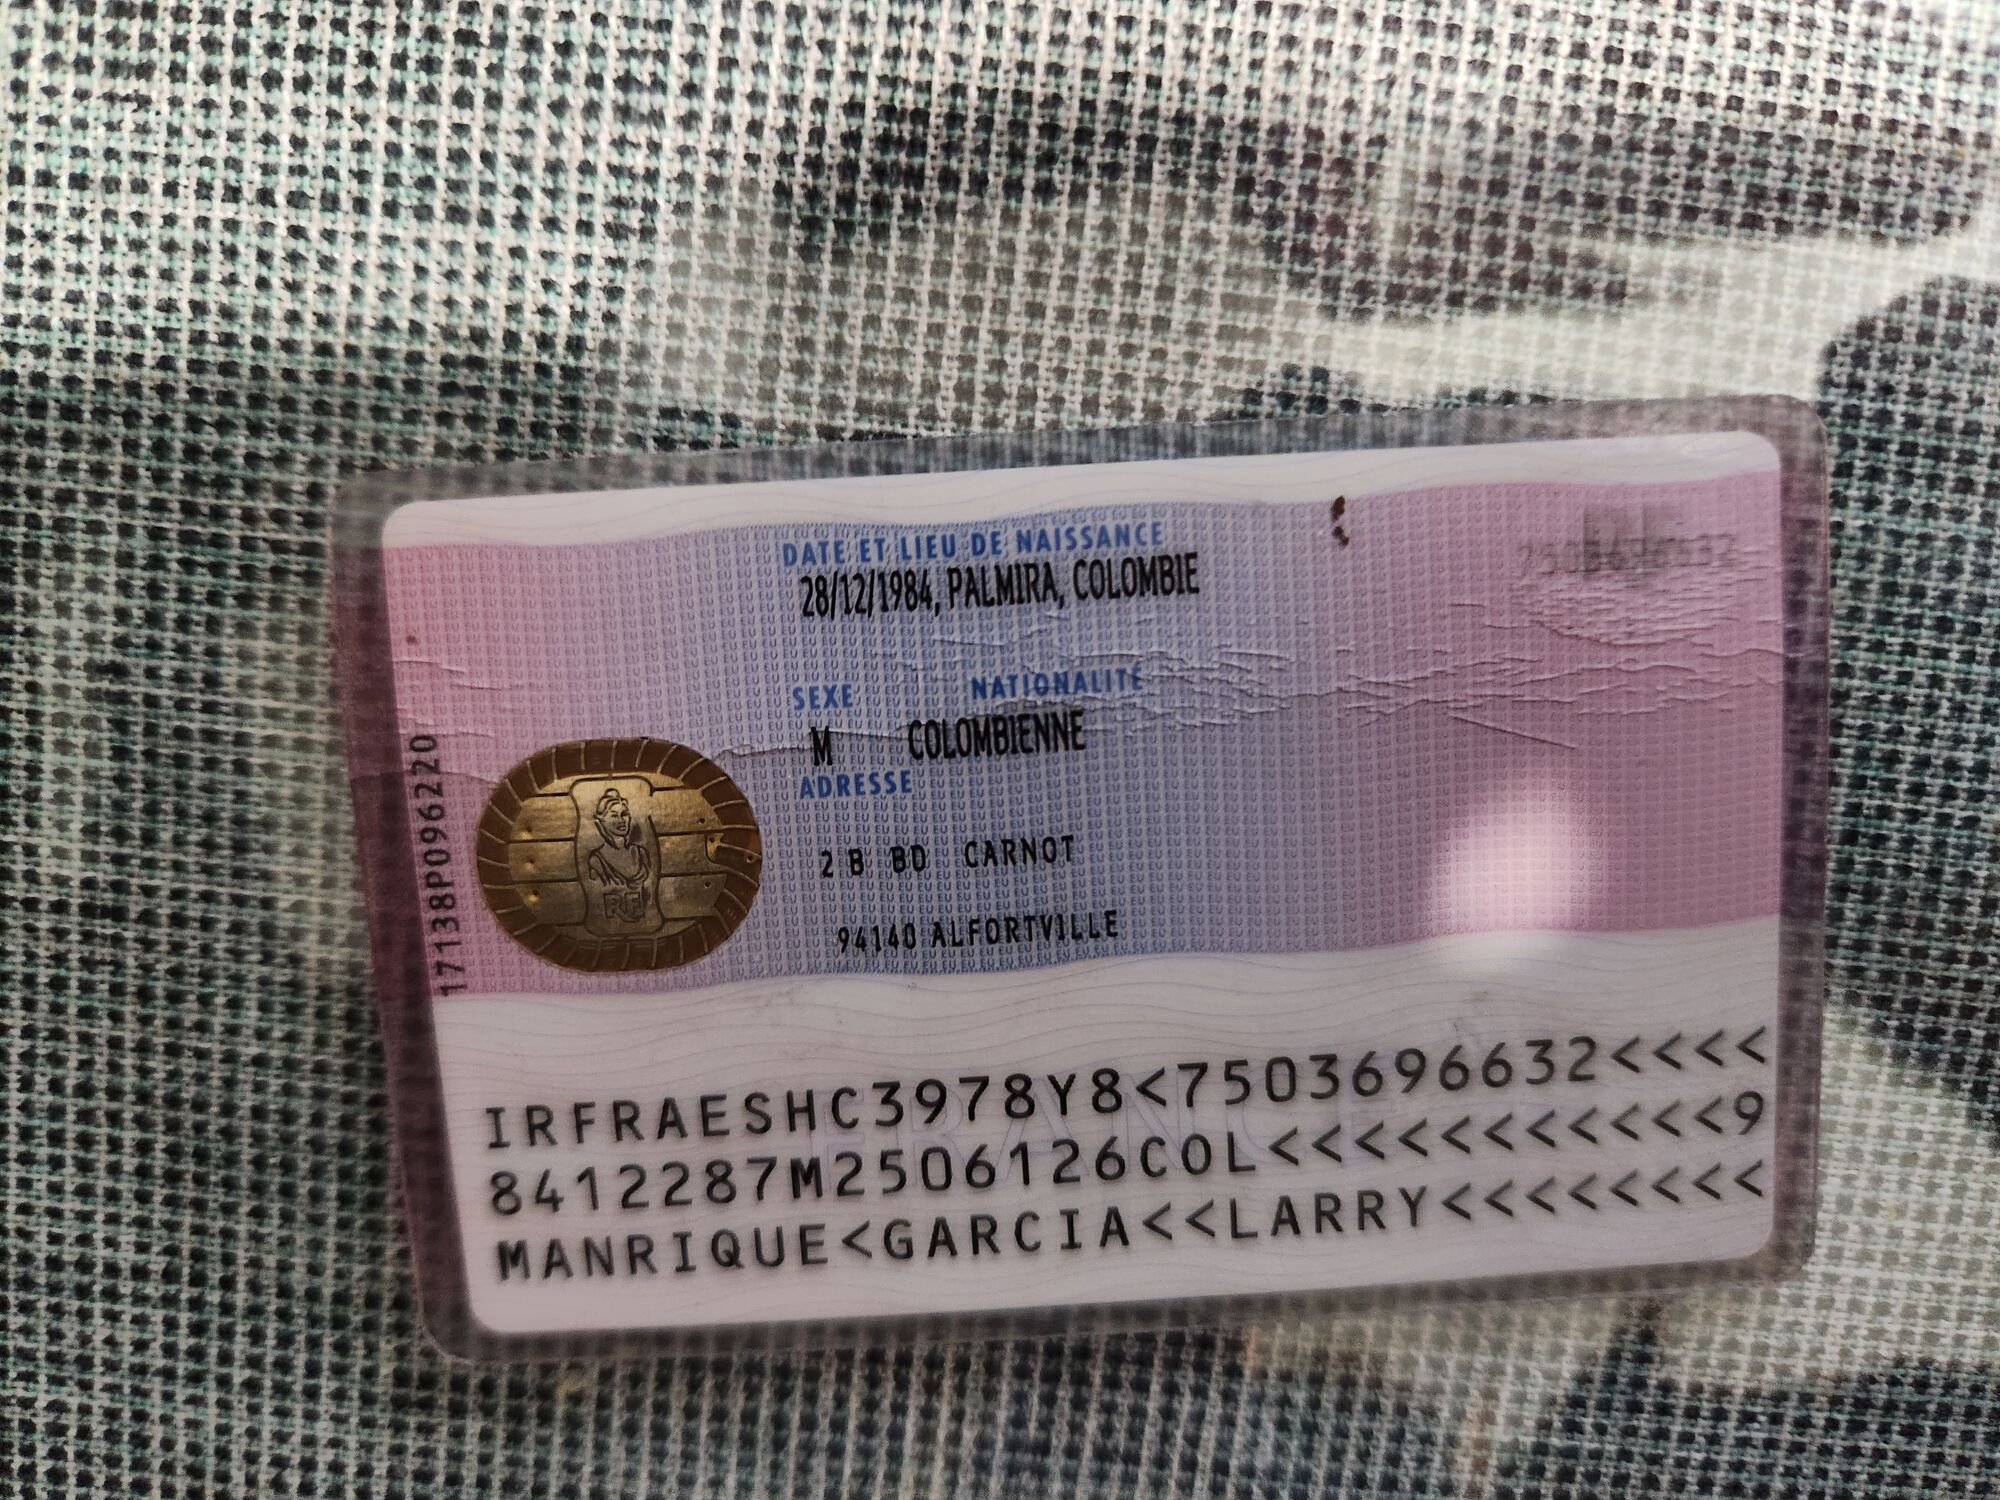 DATE ET LIEU DE NAISSANCE
28/12/1984, PALMIRA, COLOMBIE
SEXE NATIONALITÉ
M COLOMBIENNE
ADRESSE
2 B BD CARNOT
94140 ALFORTVILLE
17138P096220
RF
IRFRAESHC3978Y8<7503696632<<<<
8412287M2506126COL<<<<<<<<<<<9
MANRIQUE<GARCIA<<LARRY<<<<<<<<